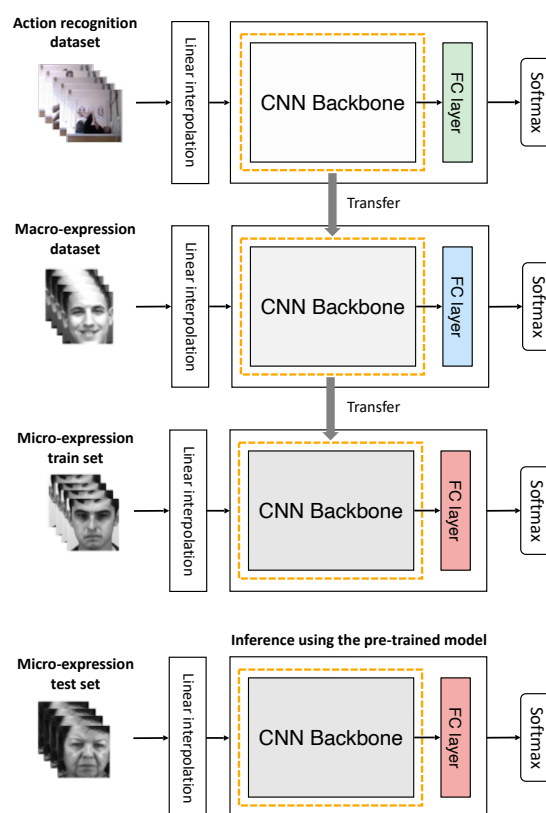 Action recognition
dataset
Linear interpolation
CNN Backbone
FC layer
Softmax
Transfer
Macro-expression
dataset
Linear interpolation
CNN Backbone
FC layer
Softmax
Transfer
Micro-expression
train set
Linear interpolation
CNN Backbone
FC layer
Softmax
Inference using the pre-trained model
Micro-expression
test set
Linear interpolation
CNN Backbone
FC layer
Softmax